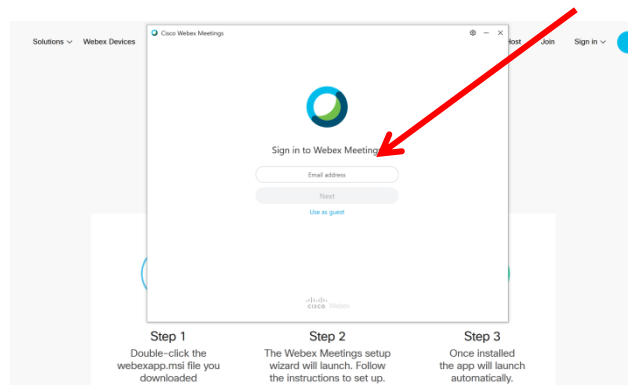 Solutions Webex Devices
Cisco Webex Meetings
Host Join Sign in
Sign in to Webex Meetings
Email address
Next
Use as guest
cisco Webex
Step 1
Double-click the
webexapp.msi file you
downloaded
Step 2
The Webex Meetings setup
wizard will launch. Follow
the instructions to set up.
Step 3
Once installed
the app will launch
automatically.